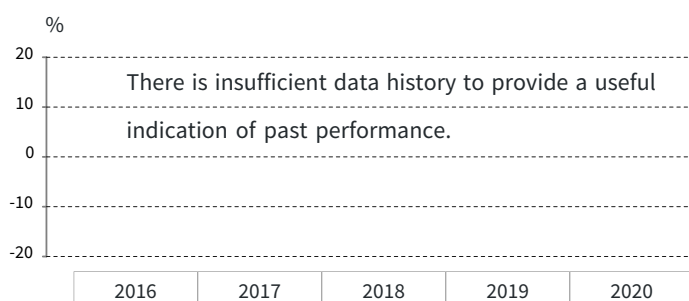 %
20
There is insufficient data history to provide a useful
10
indication of past performance.
0
-10
-20
2016 2017 2018 2019 2020